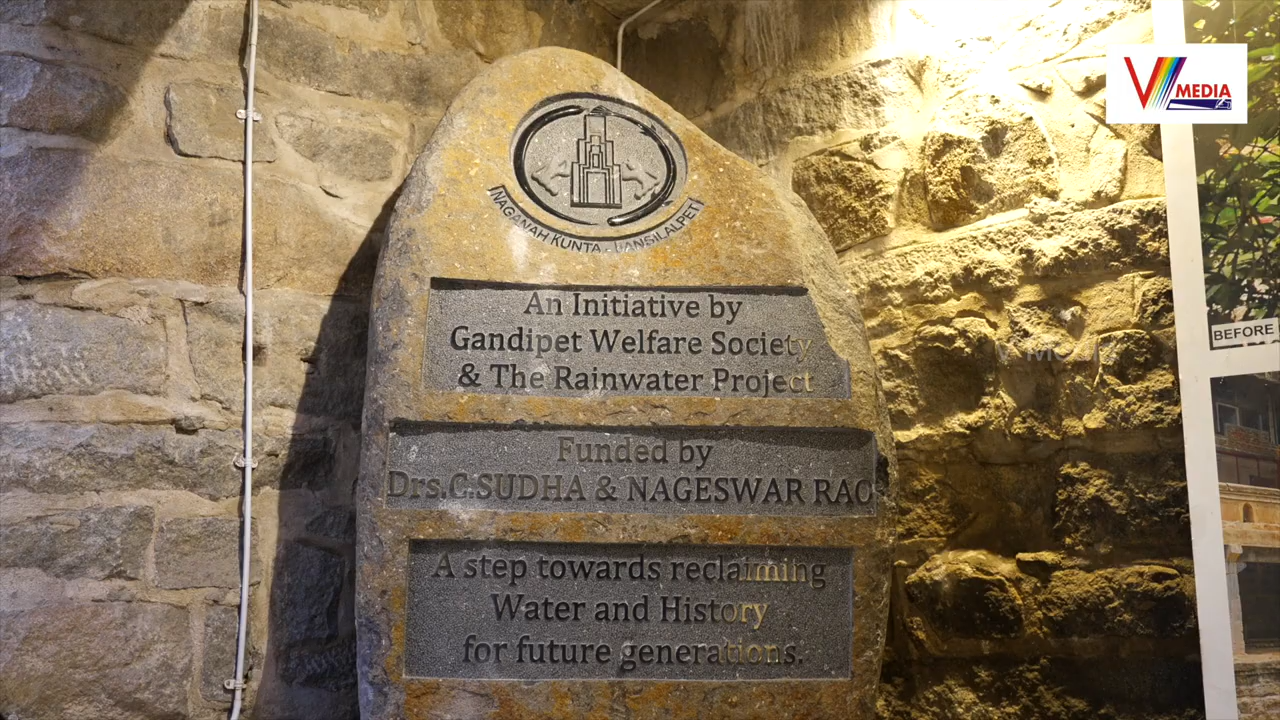 V MEDIA
NAGANAH KUNTA - BANSILALPET
An Initiative by
Gandipet Welfare Society
& The Rainwater Project
Funded by
Drs.C.SUDHA & NAGESWAR RAO
A step towards reclaiming
Water and History
for future generations.
BEFORE